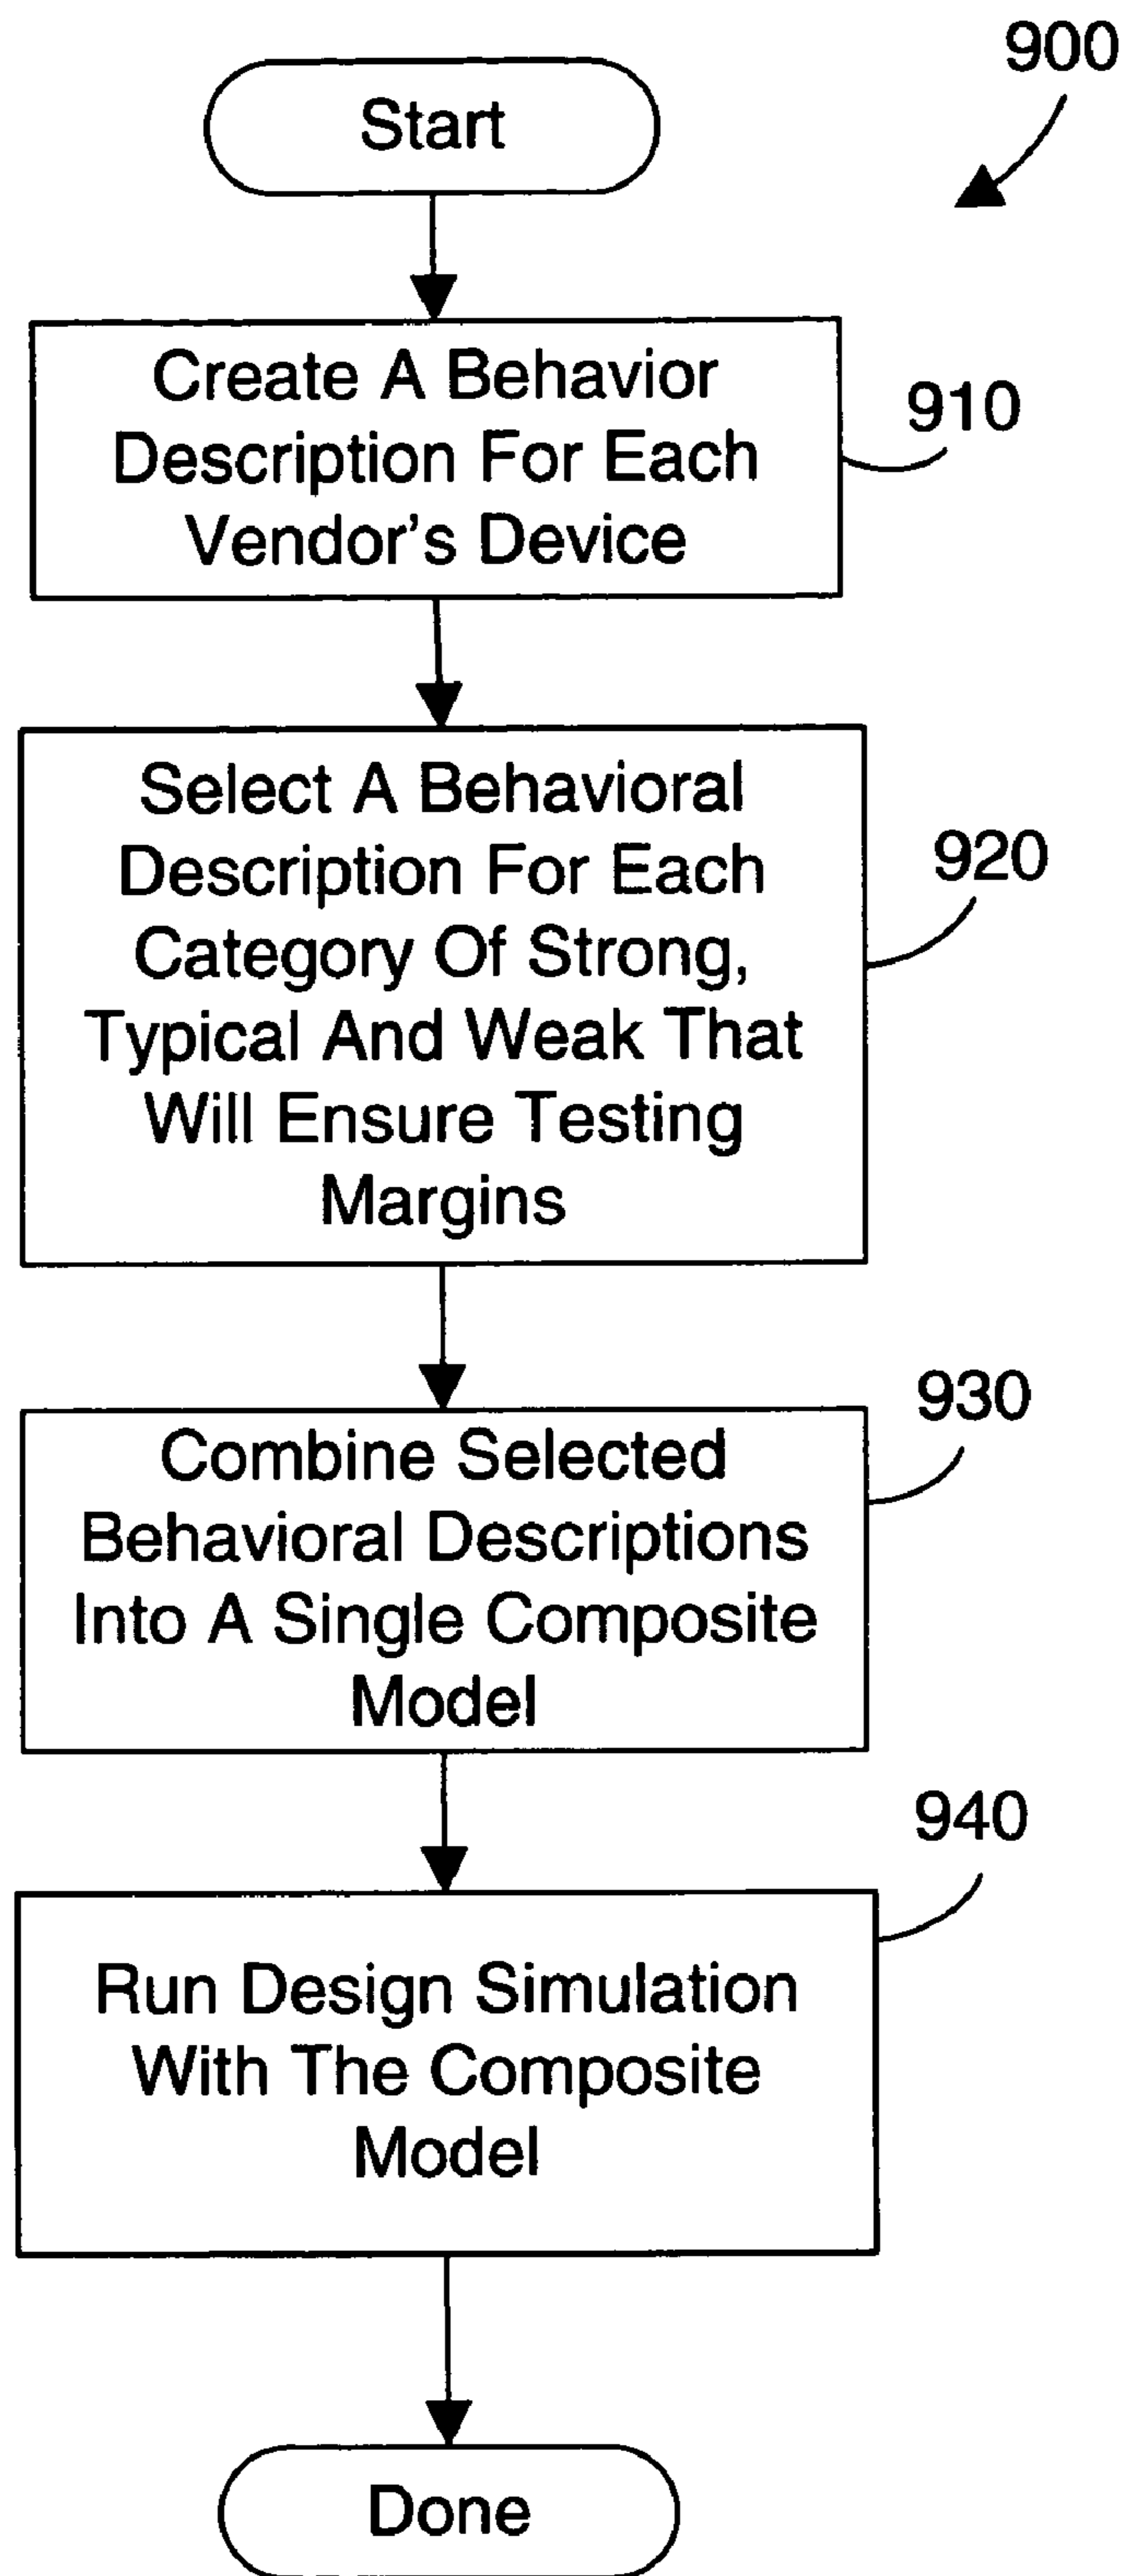 900
Start
Create A Behavior
Description For Each
Vendor's Device
910
Select A Behavioral
Description For Each
Category Of Strong,
Typical And Weak That
Will Ensure Testing
Margins
920
Combine Selected
Behavioral Descriptions
Into A Single Composite
Model
930
Run Design Simulation
With The Composite
Model
940
Done